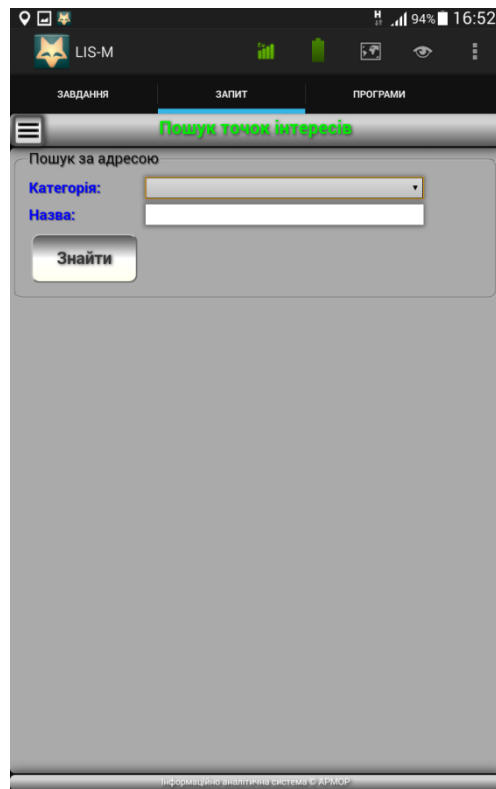 H 94% 16:52
LIS-M
ЗАВДАННЯ ЗАПИТ ПРОГРАМИ
Пошук точок інтересів
Пошук за адресою
Категорія:
Назва:
Знайти
Інформаційно аналітична система © АРМОР